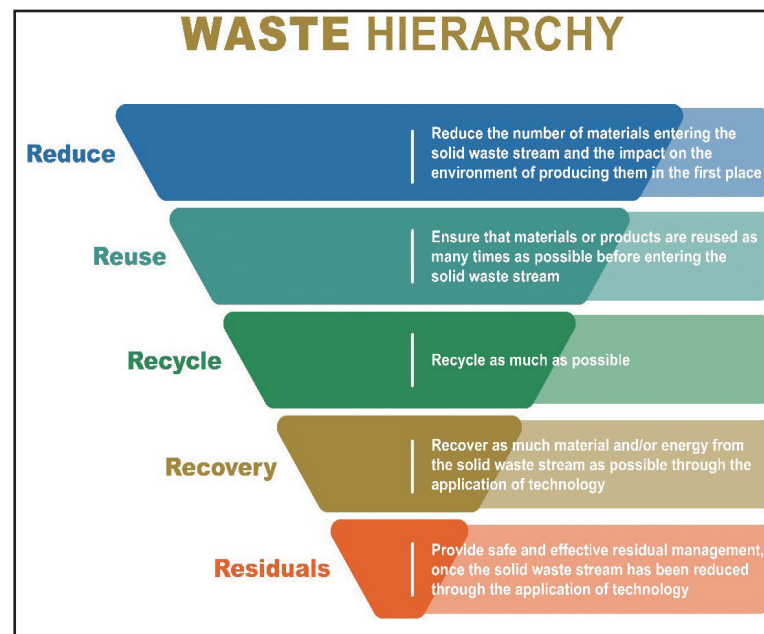 WASTE HIERARCHY
Reduce
Reduce the number of materials entering the
solid waste stream and the impact on the
environment of producing them in the first place
Reuse
Ensure that materials or products are reused as
many times as possible before entering the
solid waste stream
Recycle
Recycle as much as possible
Recovery
Recover as much material and/or energy from
the solid waste stream as possible through the
application of technology
Residuals
Provide safe and effective residual management,
once the solid waste stream has been reduced
through the application of technology